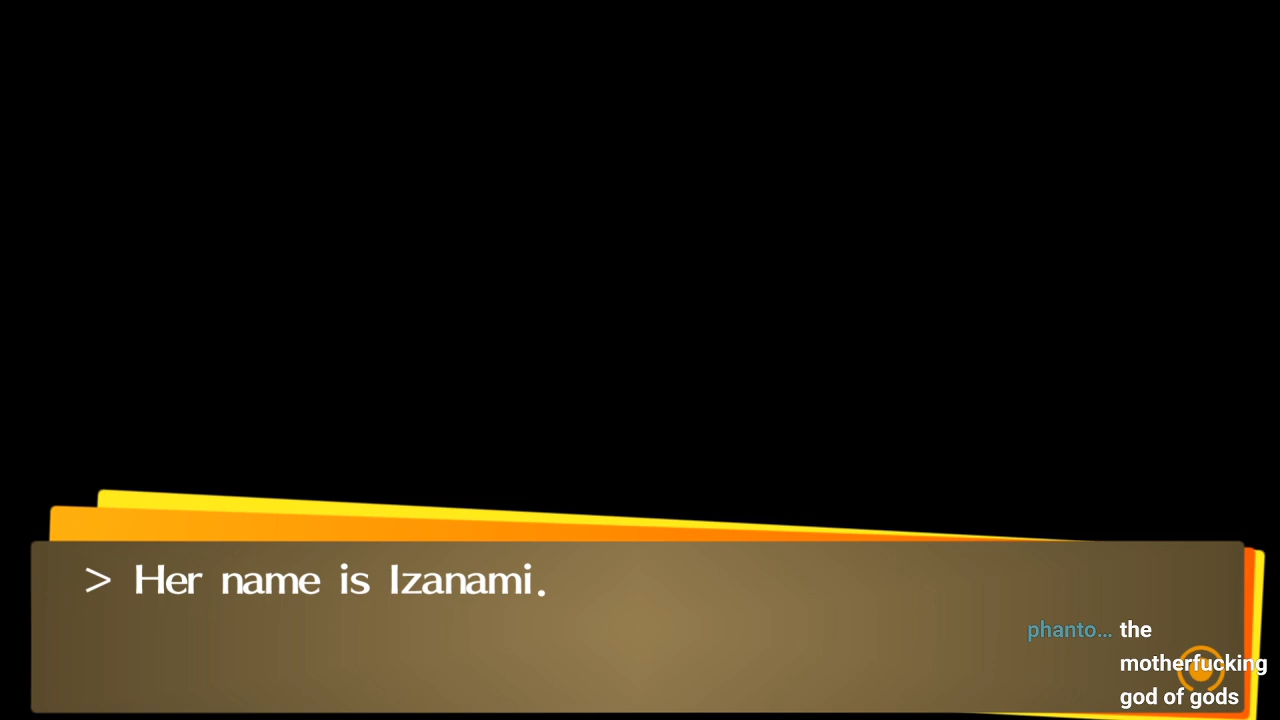 > Her name is Izanami.
phanto... the
motherfucking
god of gods